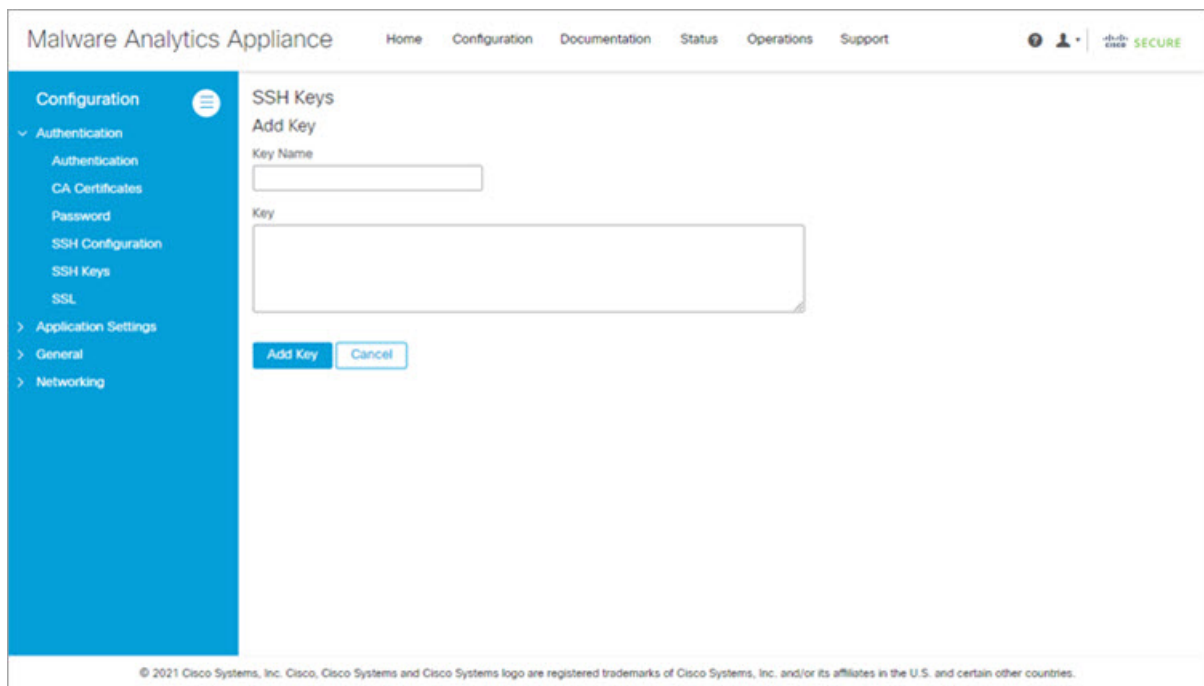 Malware Analytics Appliance Home Configuration Documentation Status Operations Support cisco SECURE
Configuration
Authentication
Authentication
CA Certificates
Password
SSH Configuration
SSH Keys
SSL
Application Settings
General
Networking
SSH Keys
Add Key
Key Name
Key
Add Key Cancel
© 2021 Cisco Systems, Inc. Cisco, Cisco Systems and Cisco Systems logo are registered trademarks of Cisco Systems, Inc. and/or its affiliates in the U.S. and certain other countries.